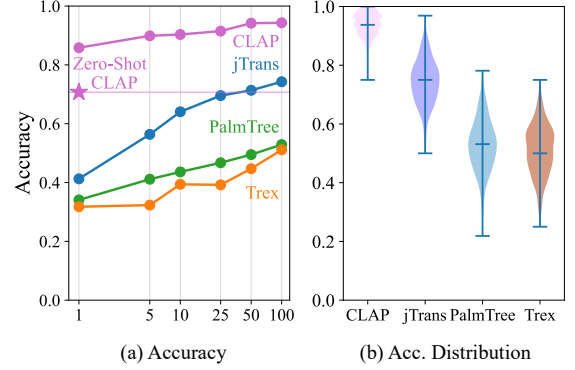 1.0
0.8
0.6
0.4
0.2
0.0
Accuracy
CLAP
Zero-Shot
CLAP
jTrans
PalmTree
Trex
1 5 10 25 50 100
(a) Accuracy
1.0
0.8
0.6
0.4
0.2
0.0
CLAP jTrans PalmTree Trex
(b) Acc. Distribution